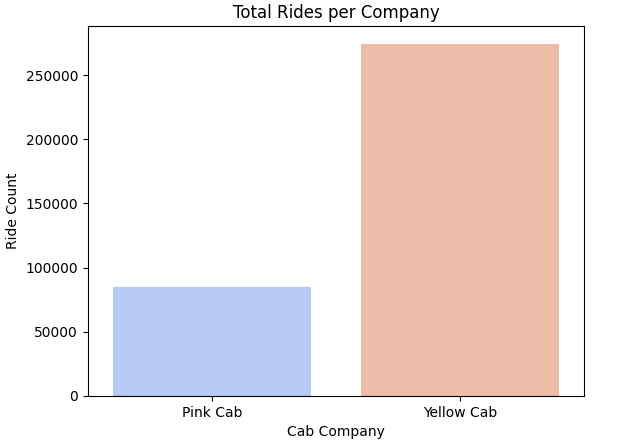 Total Rides per Company
250000
200000
150000
100000
50000
0
Ride Count
Pink Cab
Yellow Cab
Cab Company